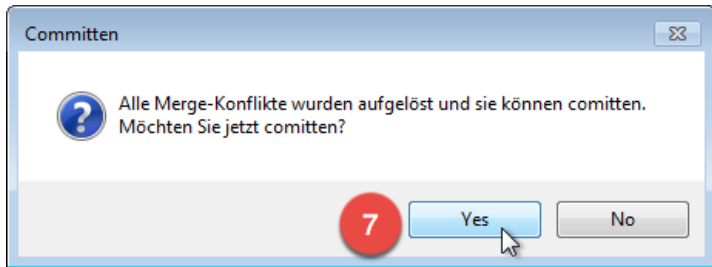 Committen
Alle Merge-Konflikte wurden aufgelöst und sie können comitten.
Möchten Sie jetzt comitten?
7
Yes
No